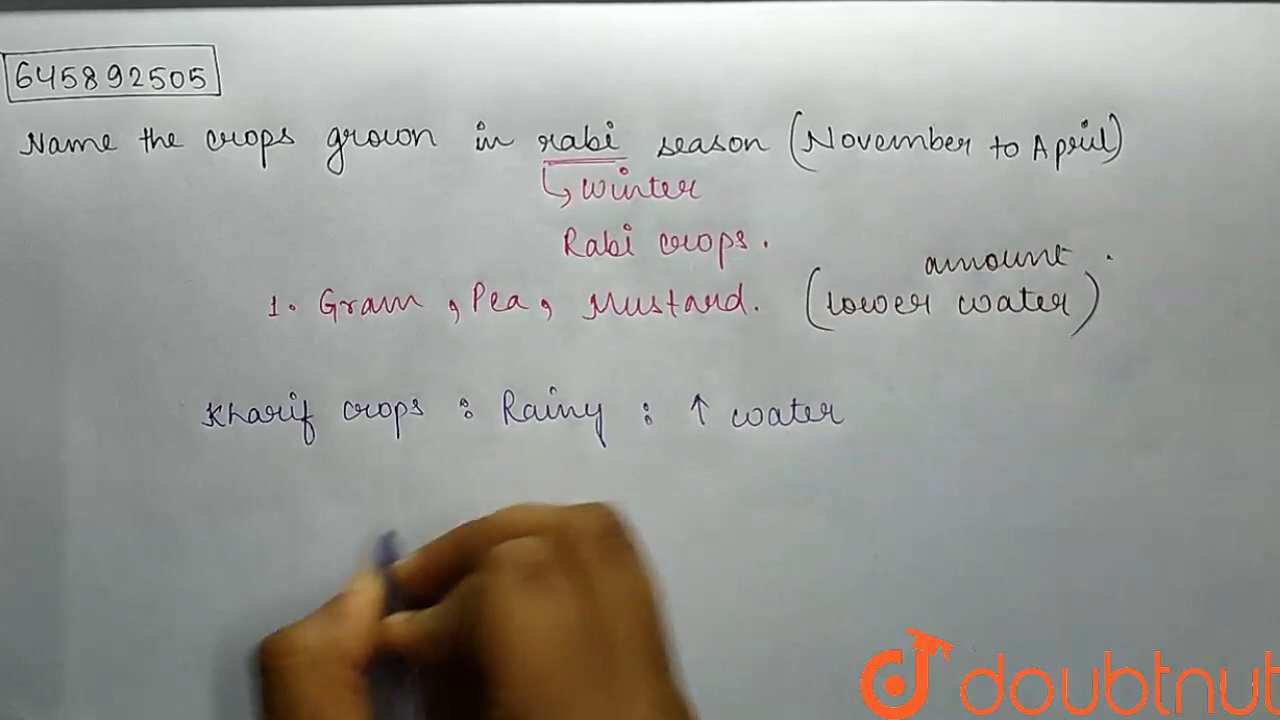 645892505
Name the crops grown in rabi season (November to April)
↳ Winter
Rabi crops.
amount.
1. Gram, Pea, Mustard. (lower water)
Kharif crops : Rainy : ↑ water
doubtnut